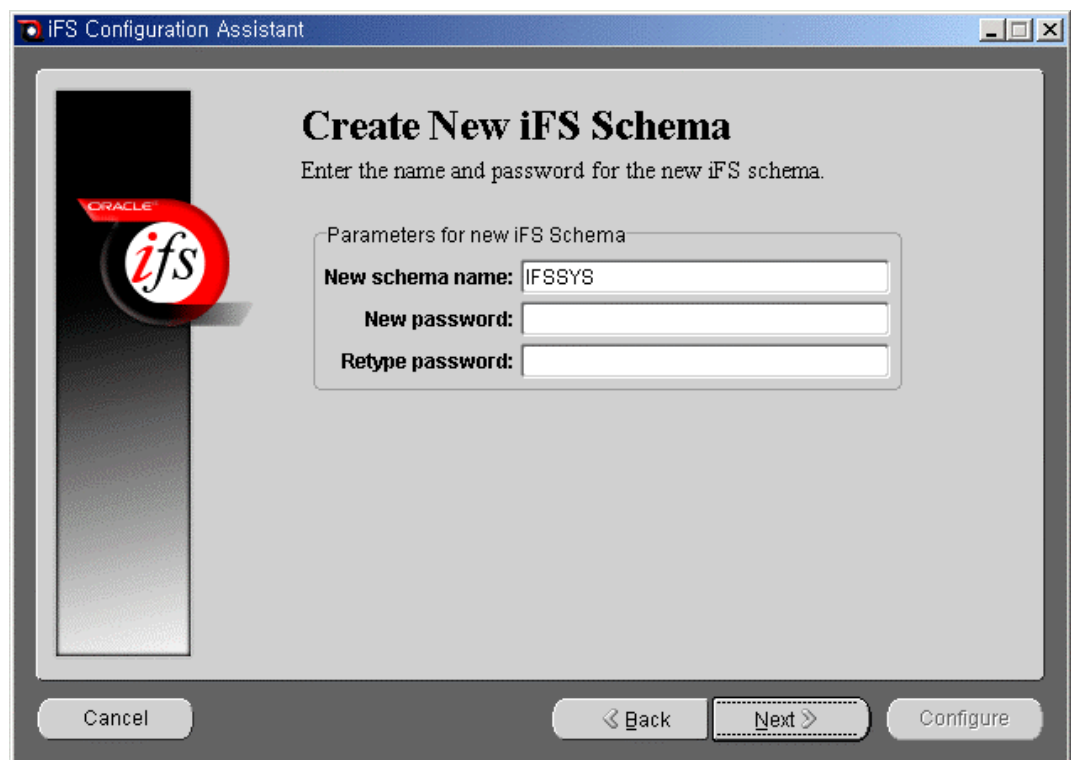 iFS Configuration Assistant
Create New iFS Schema
Enter the name and password for the new iFS schema.
ORACLE
ifs
Parameters for new iFS Schema
New schema name: IFSSYS
New password:
Retype password:
Cancel
Back
Next
Configure